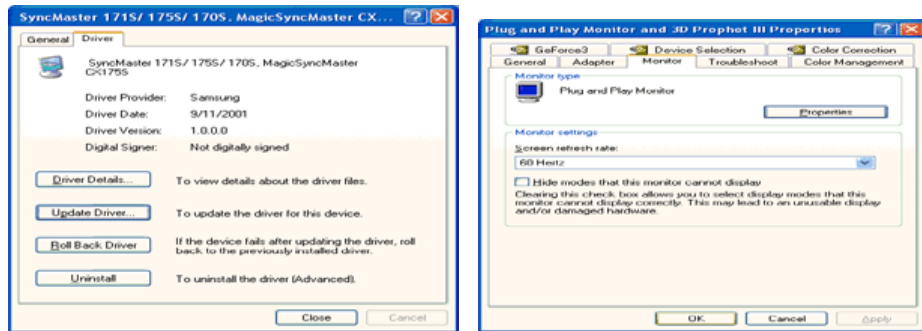 SyncMaster 171S/ 175S/ 170S, MagicSyncMaster CX...
General
Driver
SyncMaster 171S/ 175S/ 170S, MagicSyncMaster
CX175S
Driver Provider: Samsung
Driver Date: 9/11/2001
Driver Version: 1.0.0.0
Digital Signer: Not digitally signed
Driver Details...
To view details about the driver files.
Update Driver...
To update the driver for this device.
Roll Back Driver
If the device fails after updating the driver, roll
back to the previously installed driver.
Uninstall
To uninstall the driver (Advanced).
Close
Cancel
Plug and Play Monitor and 3D Prophet III Properties
GeForce3
Device Selection
Color Correction
General
Adapter
Monitor
Troubleshoot
Color Management
Monitor type
Plug and Play Monitor
Properties
Monitor settings
Screen refresh rate:
60 Hertz
Hide modes that this monitor cannot display
Clearing this check box allows you to select display modes that this
monitor cannot display correctly. This may lead to an unusable display
and/or damaged hardware.
OK
Cancel
Apply